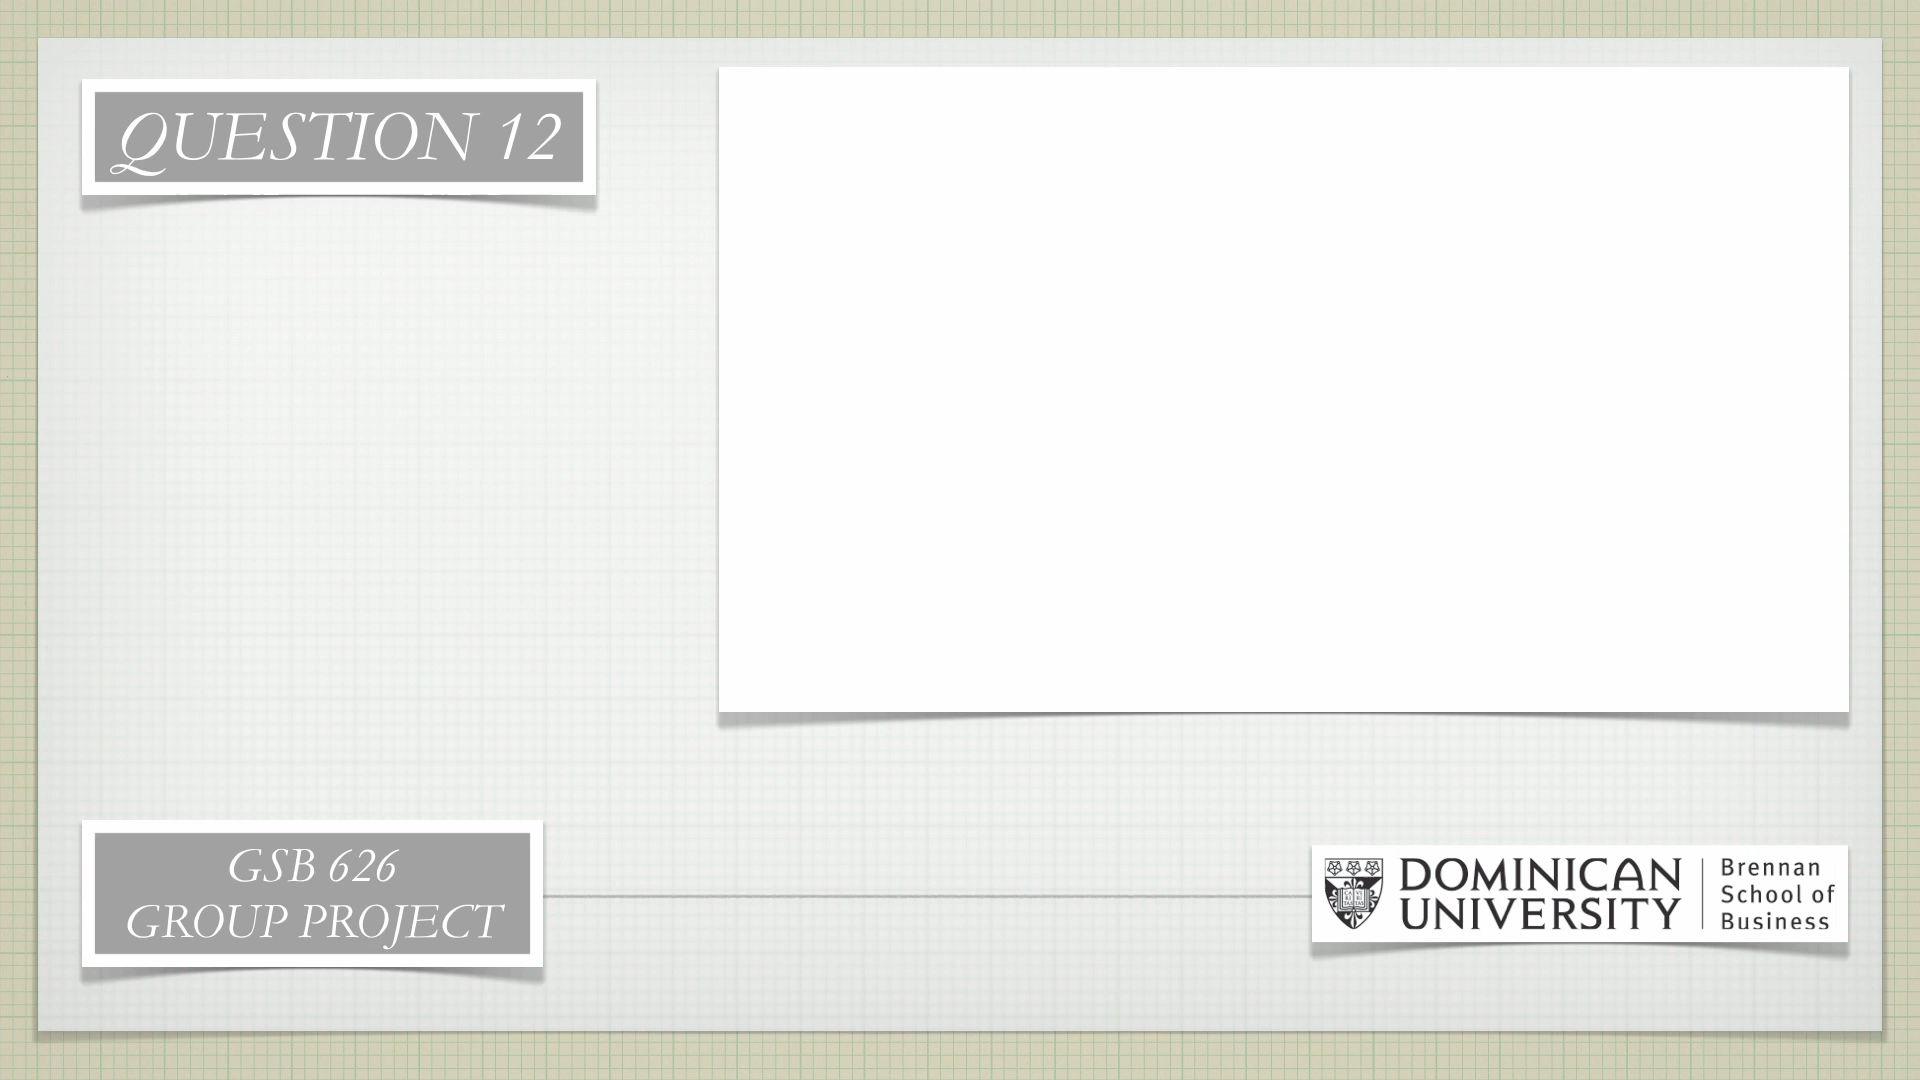 QUESTION 12
GSB 626
GROUP PROJECT
DOMINICAN
UNIVERSITY
Brennan
School of
Business